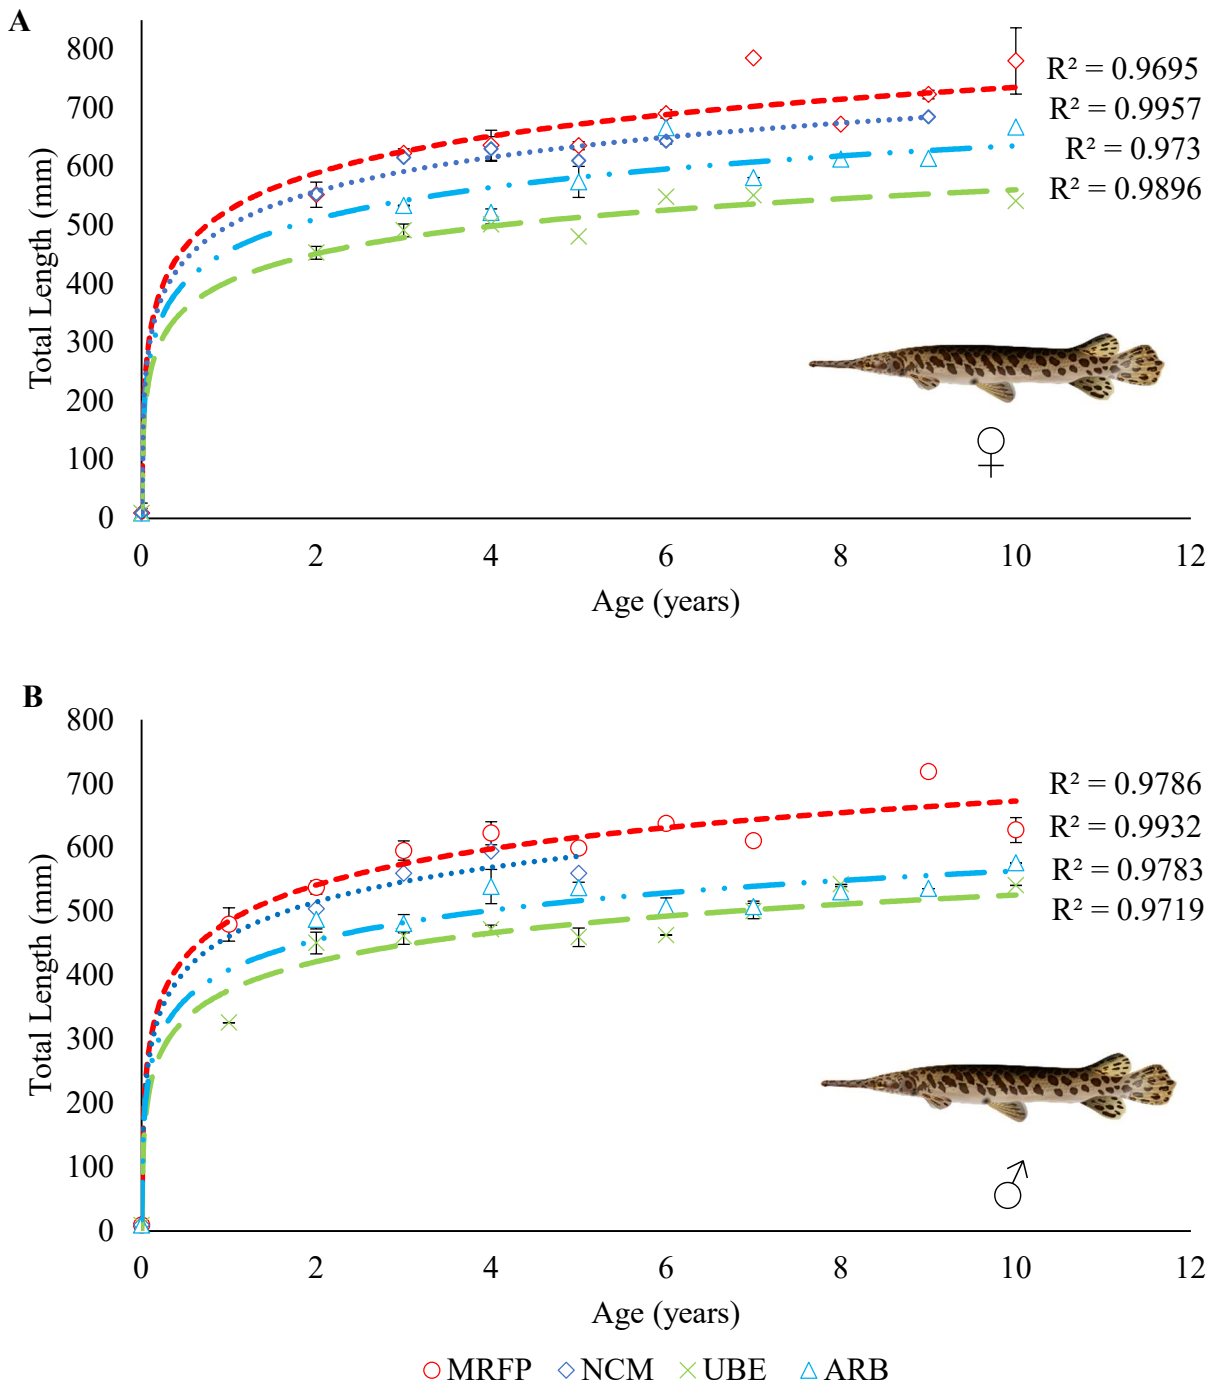 A
800
700
600
500
400
300
200
100
0
Total Length (mm)
R² = 0.9695
R² = 0.9957
R² = 0.973
R² = 0.9896
♀
0 2 4 6 8 10 12
Age (years)
B
800
700
600
500
400
300
200
100
0
Total Length (mm)
R² = 0.9786
R² = 0.9932
R² = 0.9783
R² = 0.9719
♂
0 2 4 6 8 10 12
Age (years)
MRFP NCM UBE ARB